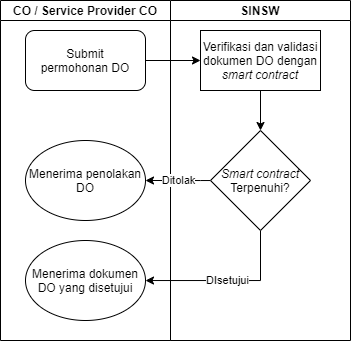 CO / Service Provider CO
SINSW
Submit
permohonan DO
Verifikasi dan validasi
dokumen DO dengan
smart contract
Smart contract
Terpenuhi?
Ditolak
Menerima penolakan
DO
DIsetujui
Menerima dokumen
DO yang disetujui